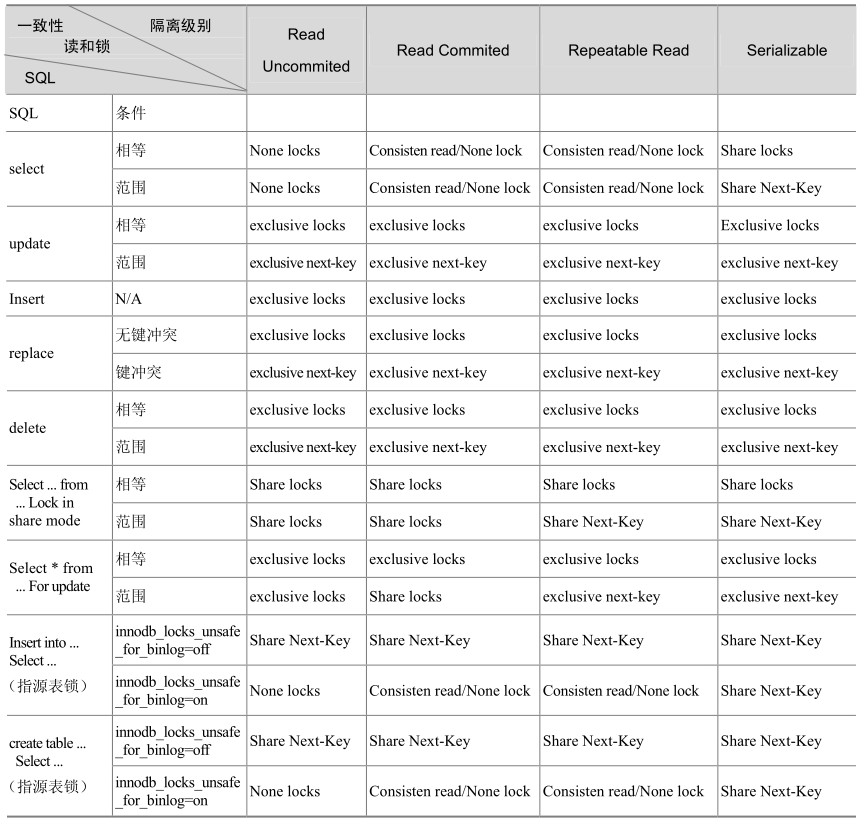 一致性 隔离级别
读和锁
SQL
Read
Uncommited
Read Commited
Repeatable Read
Serializable
SQL 条件
select
相等 None locks Consisten read/None lock Consisten read/None lock Share locks
范围 None locks Consisten read/None lock Consisten read/None lock Share Next-Key
update
相等 exclusive locks exclusive locks exclusive locks Exclusive locks
范围 exclusive next-key exclusive next-key exclusive next-key exclusive next-key
Insert N/A exclusive locks exclusive locks exclusive locks exclusive locks
replace
无键冲突 exclusive locks exclusive locks exclusive locks exclusive locks
键冲突 exclusive next-key exclusive next-key exclusive next-key exclusive next-key
delete
相等 exclusive locks exclusive locks exclusive locks exclusive locks
范围 exclusive next-key exclusive next-key exclusive next-key exclusive next-key
Select ... from
... Lock in
share mode
相等 Share locks Share locks Share locks Share locks
范围 Share locks Share locks Share Next-Key Share Next-Key
Select * from
... For update
相等 exclusive locks exclusive locks exclusive locks exclusive locks
范围 exclusive locks Share locks exclusive next-key exclusive next-key
Insert into ...
Select ...
（指源表锁）
innodb_locks_unsafe
_for_binlog=off
Share Next-Key Share Next-Key Share Next-Key Share Next-Key
innodb_locks_unsafe
_for_binlog=on
None locks Consisten read/None lock Consisten read/None lock Share Next-Key
create table ...
Select ...
（指源表锁）
innodb_locks_unsafe
_for_binlog=off
Share Next-Key Share Next-Key Share Next-Key Share Next-Key
innodb_locks_unsafe
_for_binlog=on
None locks Consisten read/None lock Consisten read/None lock Share Next-Key